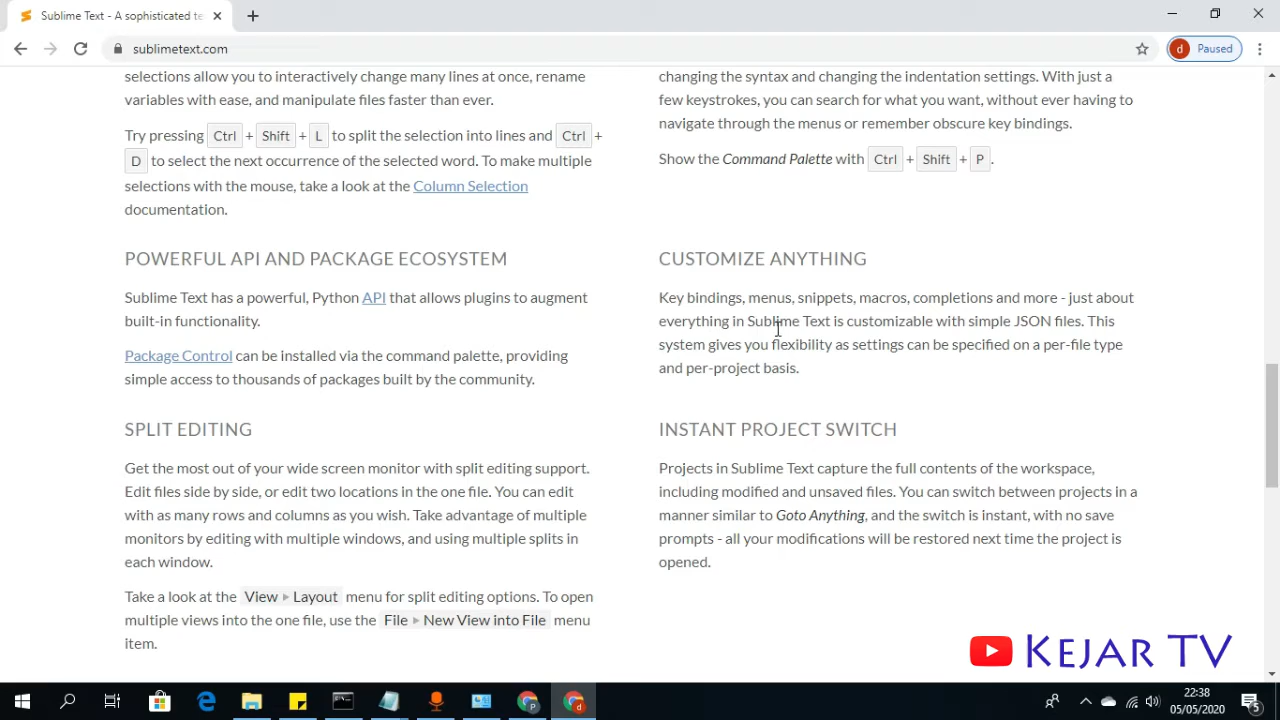 Sublime Text - A sophisticated te
sublimetext.com
d Paused
selections allow you to interactively change many lines at once, rename
variables with ease, and manipulate files faster than ever.
Try pressing Ctrl + Shift + L to split the selection into lines and Ctrl +
D to select the next occurrence of the selected word. To make multiple
selections with the mouse, take a look at the Column Selection
documentation.
changing the syntax and changing the indentation settings. With just a
few keystrokes, you can search for what you want, without ever having to
navigate through the menus or remember obscure key bindings.
Show the Command Palette with Ctrl + Shift + P.
POWERFUL API AND PACKAGE ECOSYSTEM
Sublime Text has a powerful, Python API that allows plugins to augment
built-in functionality.
Package Control can be installed via the command palette, providing
simple access to thousands of packages built by the community.
CUSTOMIZE ANYTHING
Key bindings, menus, snippets, macros, completions and more - just about
everything in Sublime Text is customizable with simple JSON files. This
system gives you flexibility as settings can be specified on a per-file type
and per-project basis.
SPLIT EDITING
Get the most out of your wide screen monitor with split editing support.
Edit files side by side, or edit two locations in the one file. You can edit
with as many rows and columns as you wish. Take advantage of multiple
monitors by editing with multiple windows, and using multiple splits in
each window.
Take a look at the View ▸ Layout menu for split editing options. To open
multiple views into the one file, use the File ▸ New View into File menu
item.
INSTANT PROJECT SWITCH
Projects in Sublime Text capture the full contents of the workspace,
including modified and unsaved files. You can switch between projects in a
manner similar to Goto Anything, and the switch is instant, with no save
prompts - all your modifications will be restored next time the project is
opened.
KEJAR TV
22:38
05/05/2020
5